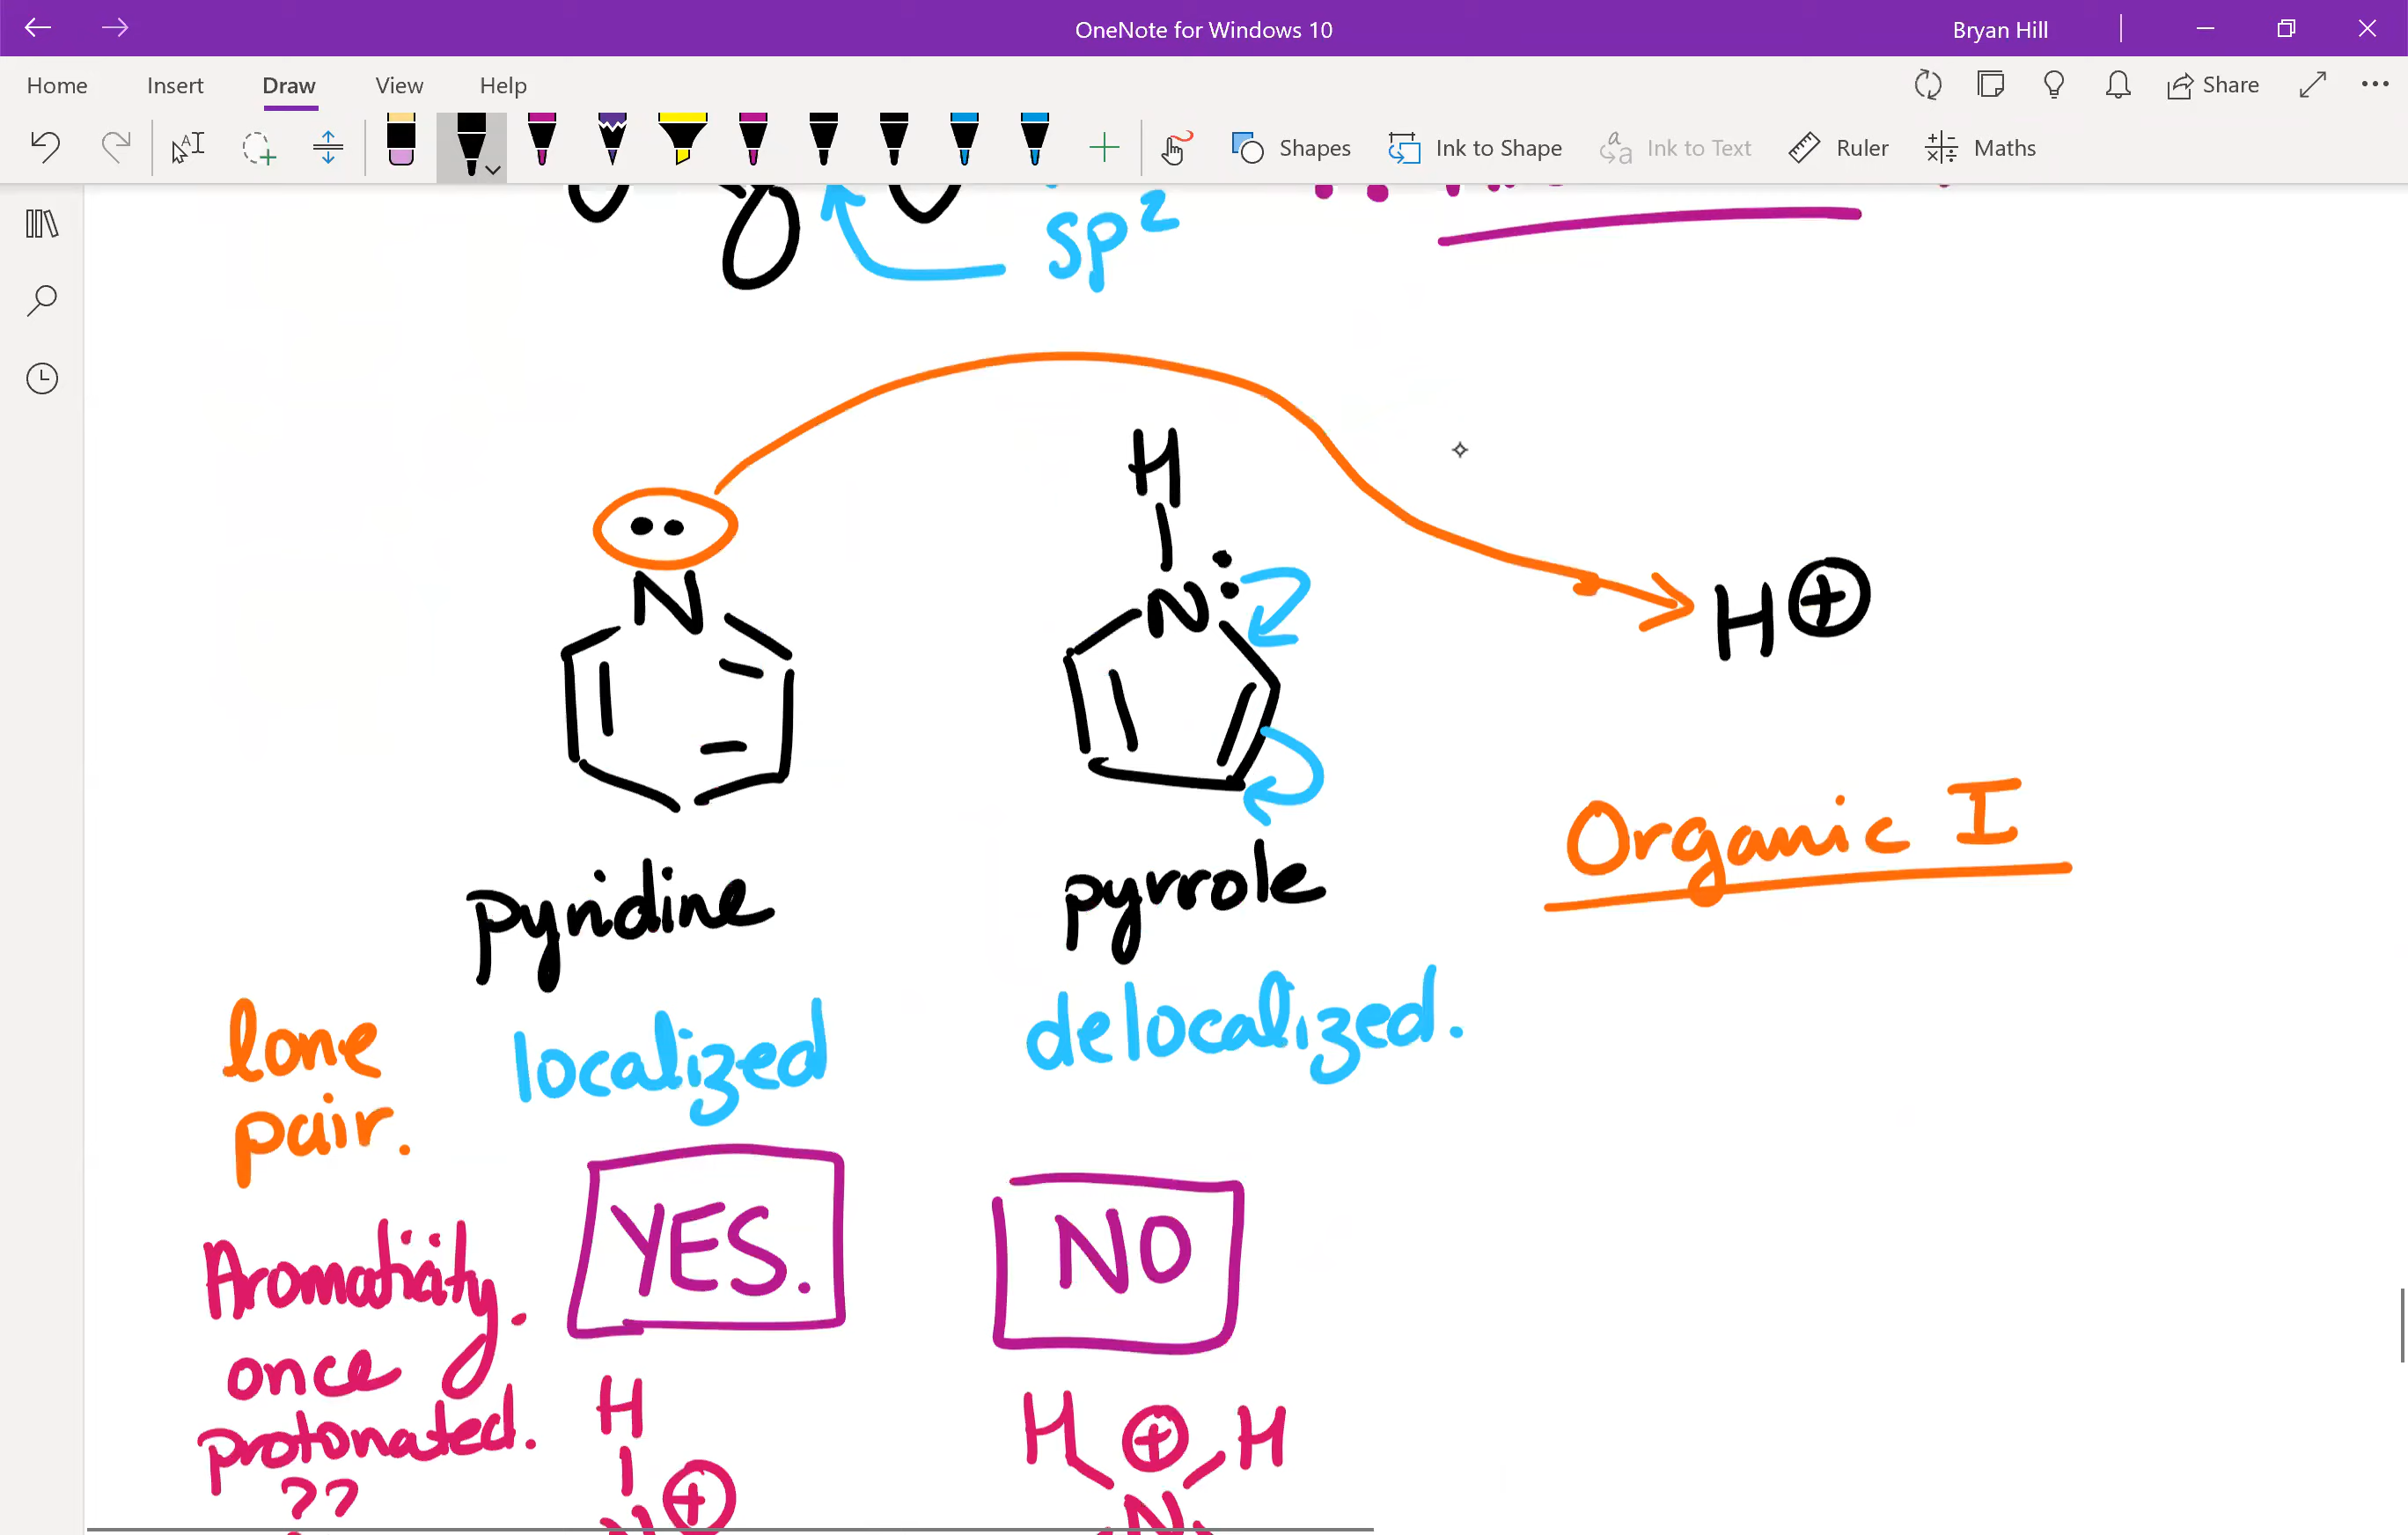 OneNote for Windows 10
Bryan Hill
Home Insert Draw View Help
Share
Shapes Ink to Shape Ink to Text Ruler Maths
sp²
H
N
N
H⊕
Organic I
pyridine
pyrrole
lone pair.
localized
delocalized.
YES.
NO
Aromaticity.
once
protonated.
??
H
⊕
N
H ⊕ H
N